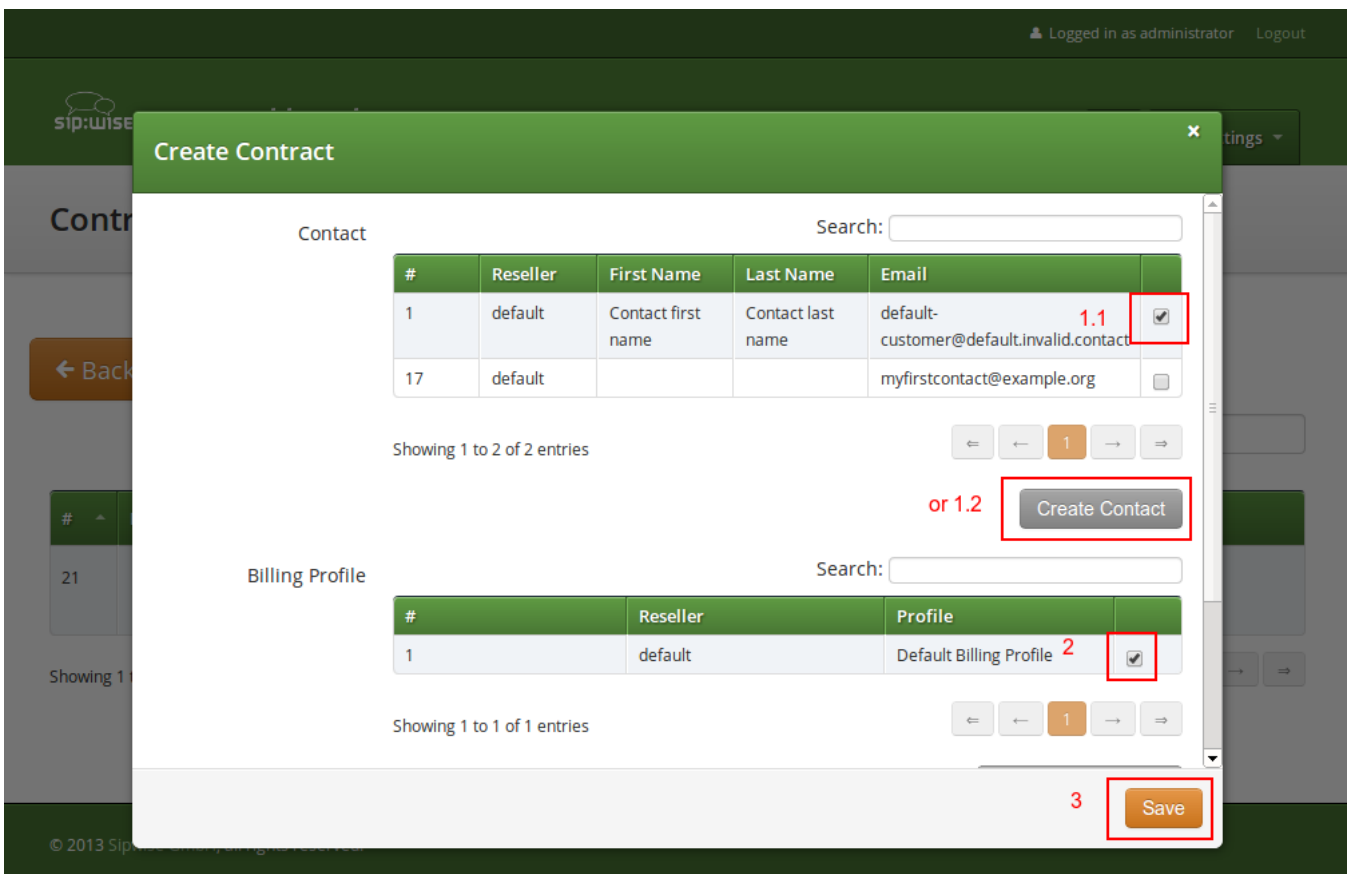 Logged in as administrator Logout
sip:wise
tings
Create Contract ×
Contr
Contact Search:
# Reseller First Name Last Name Email
1 default Contact first name Contact last name default-customer@default.invalid.contact 1.1
17 default myfirstcontact@example.org
← Back
Showing 1 to 2 of 2 entries ⇐ ← 1 → ⇒
or 1.2 Create Contact
#
21
Billing Profile Search:
# Reseller Profile
1 default Default Billing Profile 2
Showing 1
→ ⇒
Showing 1 to 1 of 1 entries ⇐ ← 1 → ⇒
3 Save
© 2013 Sip